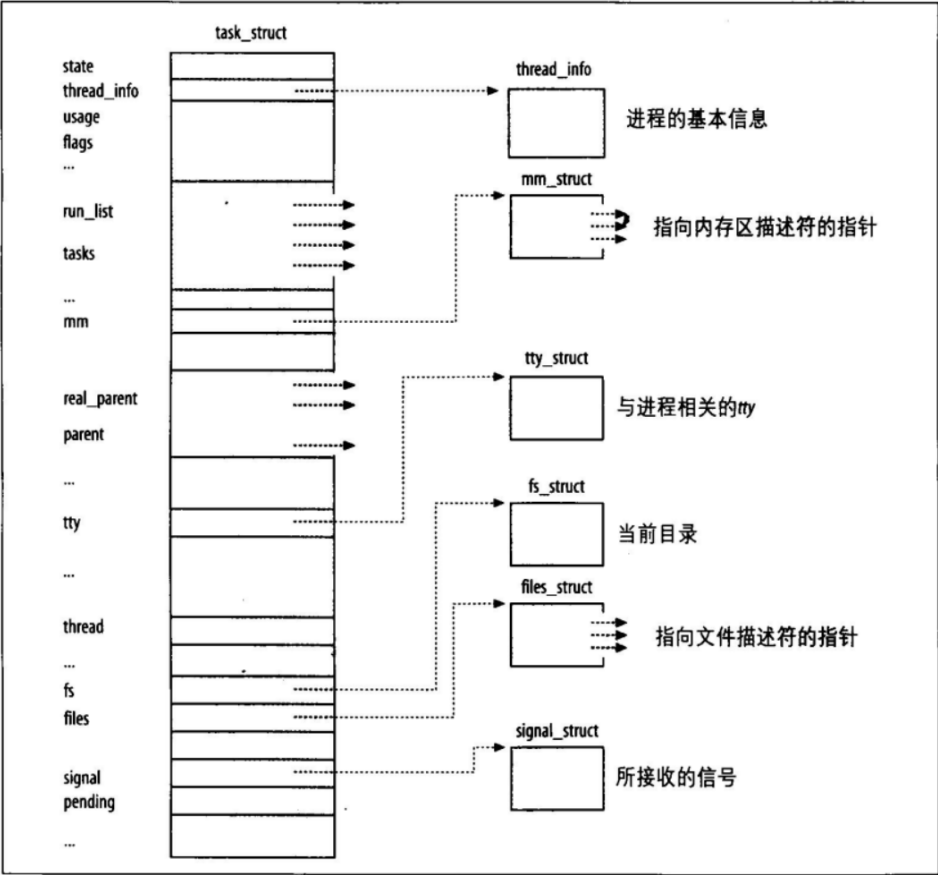 task_struct
state
thread_info
usage
flags
...
run_list
tasks
...
mm
real_parent
parent
...
tty
...
thread
...
fs
files
signal
pending
...
thread_info
进程的基本信息
mm_struct
指向内存区描述符的指针
tty_struct
与进程相关的tty
fs_struct
当前目录
files_struct
指向文件描述符的指针
signal_struct
所接收的信号